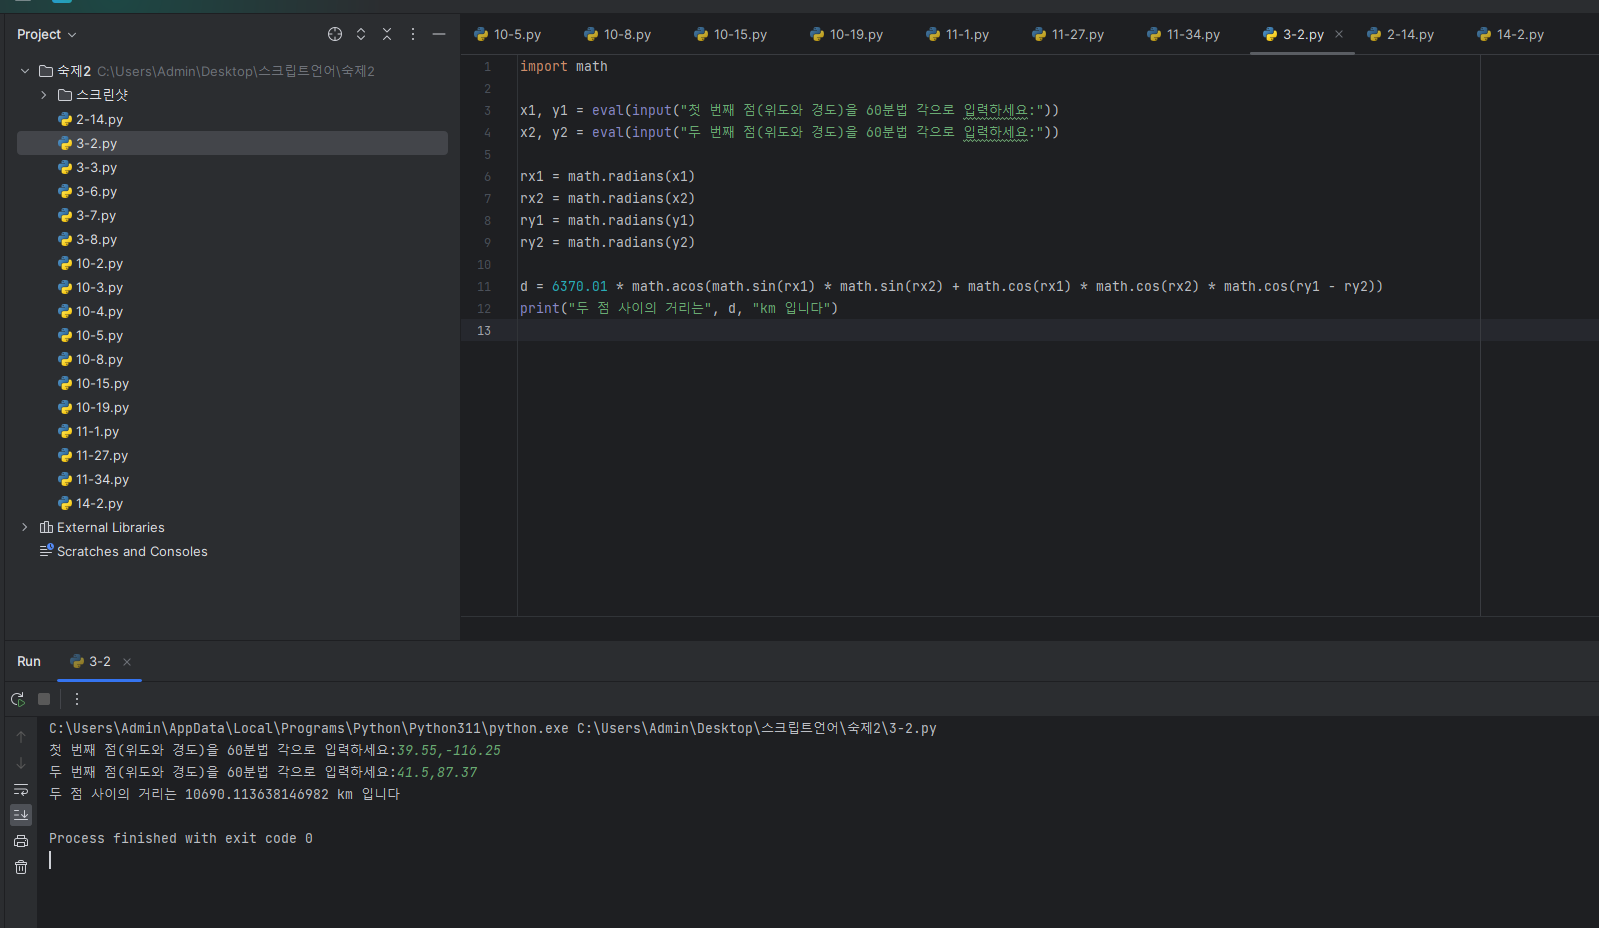 Project
숙제2 C:\Users\Admin\Desktop\스크립트언어\숙제2
스크린샷
2-14.py
3-2.py
3-3.py
3-6.py
3-7.py
3-8.py
10-2.py
10-3.py
10-4.py
10-5.py
10-8.py
10-15.py
10-19.py
11-1.py
11-27.py
11-34.py
14-2.py
External Libraries
Scratches and Consoles
10-5.py 10-8.py 10-15.py 10-19.py 11-1.py 11-27.py 11-34.py 3-2.py 2-14.py 14-2.py
1 import math
2
3 x1, y1 = eval(input("첫 번째 점(위도와 경도)을 60분법 각으로 입력하세요:"))
4 x2, y2 = eval(input("두 번째 점(위도와 경도)을 60분법 각으로 입력하세요:"))
5
6 rx1 = math.radians(x1)
7 rx2 = math.radians(x2)
8 ry1 = math.radians(y1)
9 ry2 = math.radians(y2)
10
11 d = 6370.01 * math.acos(math.sin(rx1) * math.sin(rx2) + math.cos(rx1) * math.cos(rx2) * math.cos(ry1 - ry2))
12 print("두 점 사이의 거리는", d, "km 입니다")
13
Run 3-2
C:\Users\Admin\AppData\Local\Programs\Python\Python311\python.exe C:\Users\Admin\Desktop\스크립트언어\숙제2\3-2.py
첫 번째 점(위도와 경도)을 60분법 각으로 입력하세요:39.55,-116.25
두 번째 점(위도와 경도)을 60분법 각으로 입력하세요:41.5,87.37
두 점 사이의 거리는 10690.113638146982 km 입니다
Process finished with exit code 0